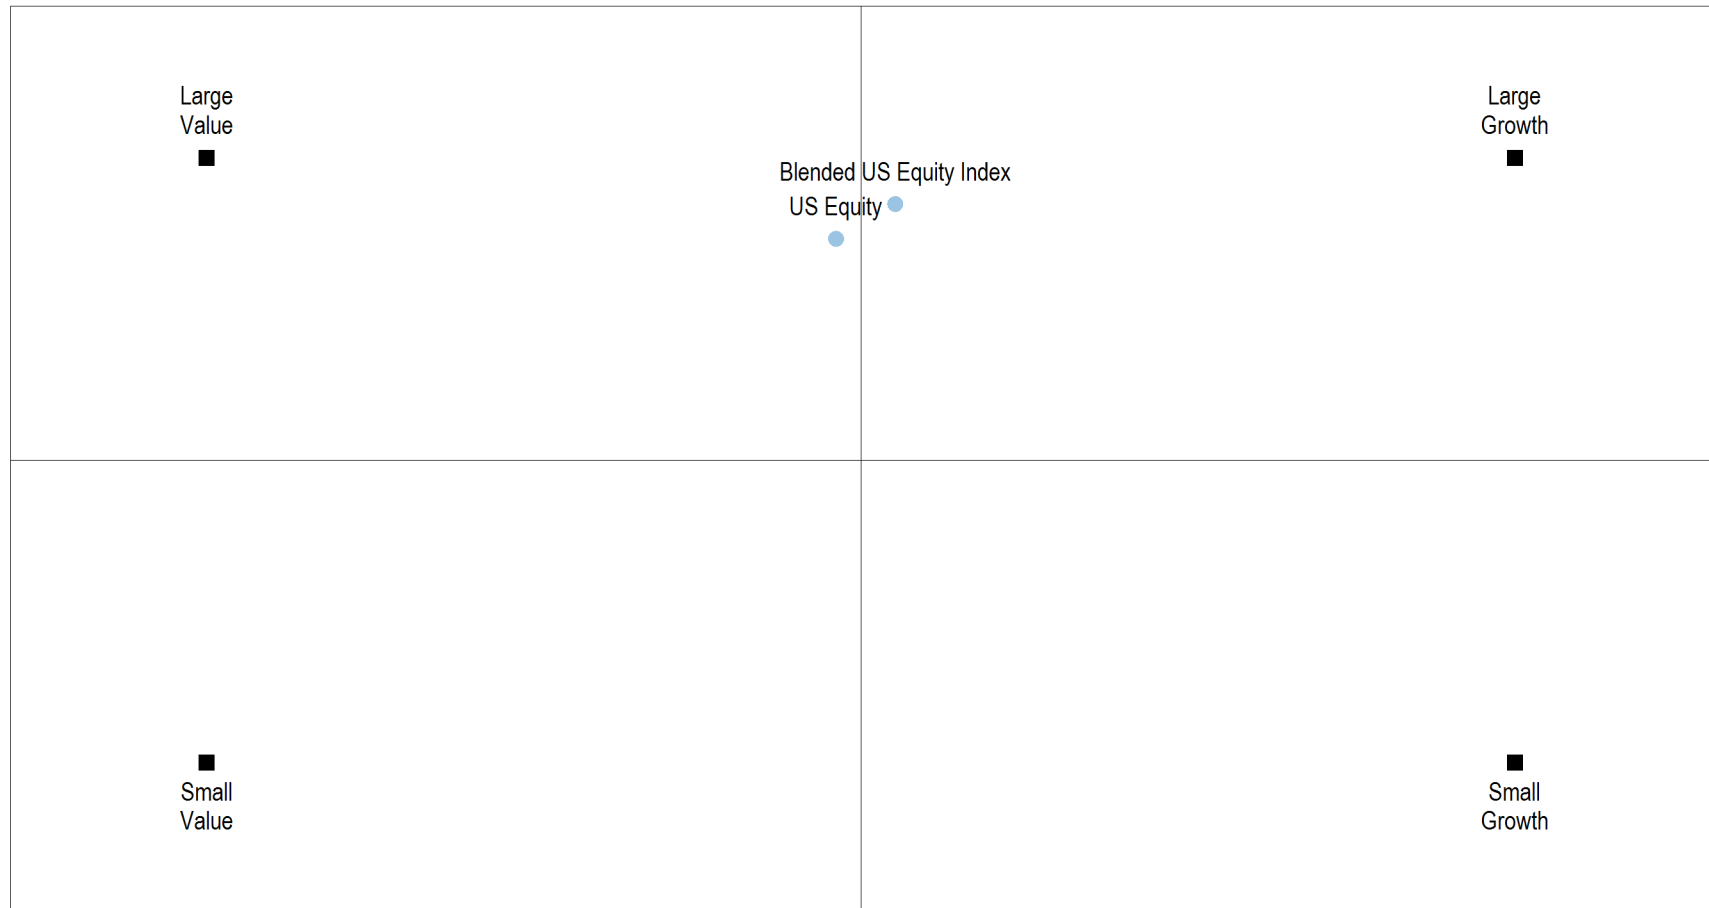 Large
Value
Large
Growth
Blended US Equity Index
US Equity
Small
Value
Small
Growth